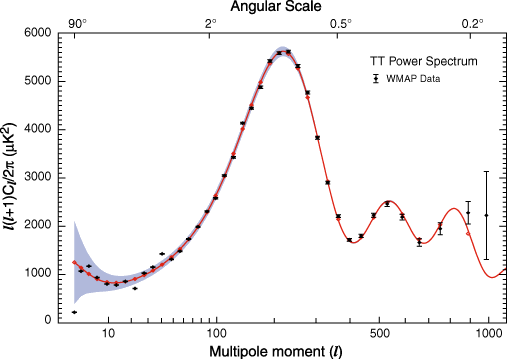 Angular Scale
90° 2° 0.5° 0.2°
6000
TT Power Spectrum
WMAP Data
5000
4000
3000
2000
1000
0
l(l+1)Cl/2π (μK²)
10 100 500 1000
Multipole moment (l)